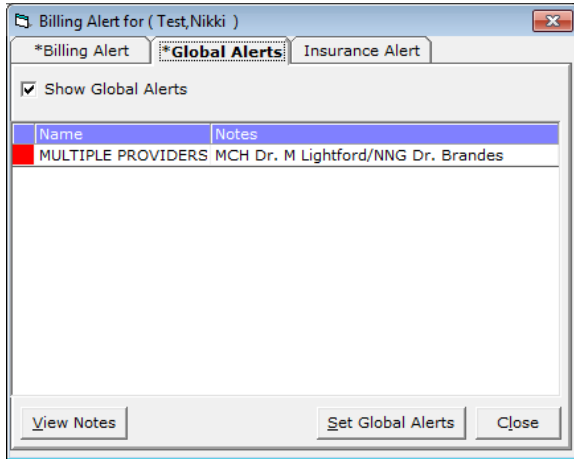 Billing Alert for ( Test,Nikki )
*Billing Alert *Global Alerts Insurance Alert
Show Global Alerts
Name Notes
MULTIPLE PROVIDERS MCH Dr. M Lightford/NNG Dr. Brandes
View Notes Set Global Alerts Close